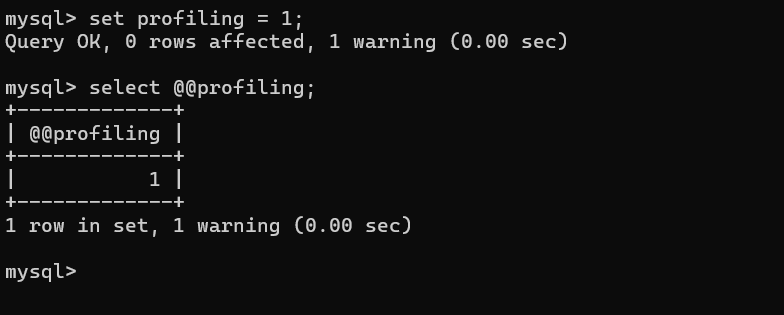 mysql> set profiling = 1;
Query OK, 0 rows affected, 1 warning (0.00 sec)
mysql> select @@profiling;
+-------------+
| @@profiling |
+-------------+
|           1 |
+-------------+
1 row in set, 1 warning (0.00 sec)
mysql>